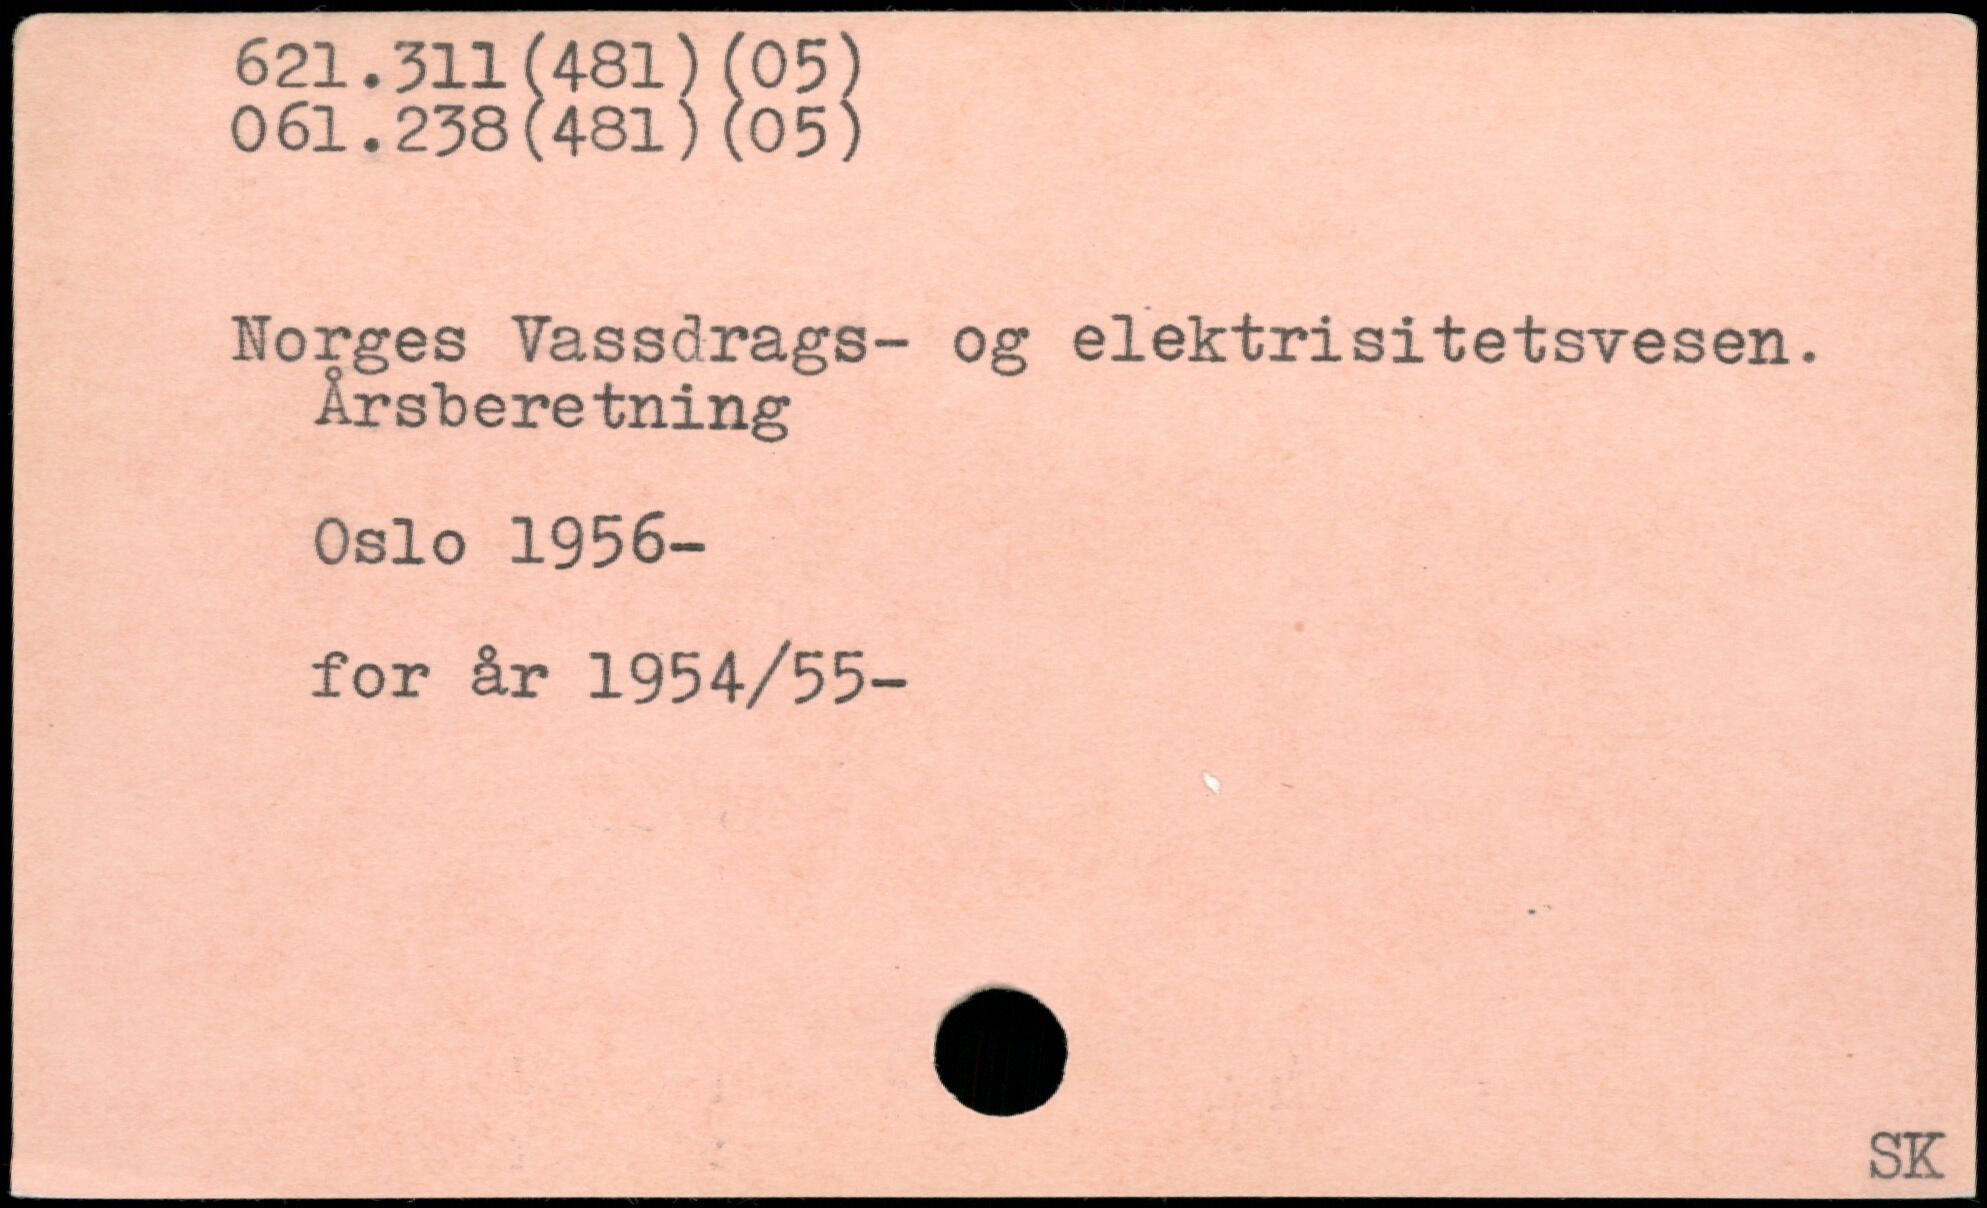 621.311(481)(05)
061.238(481)(05)
Norges Vassdrags- og elektrisitetsvesen.
Årsberetning
Oslo 1956-
for år 1954/55-
SK